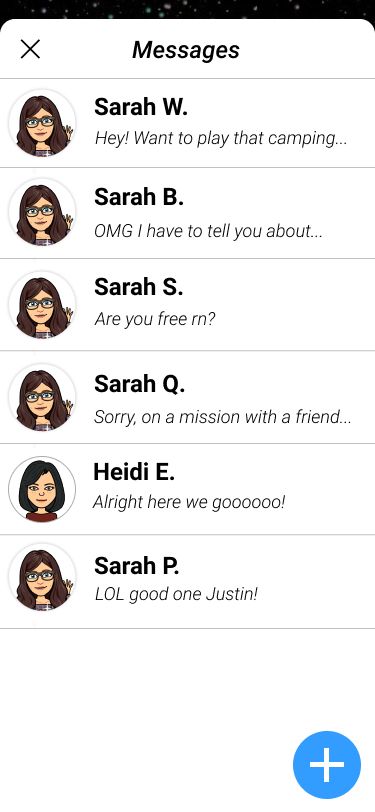 Messages
Sarah W.
Hey! Want to play that camping...
Sarah B.
OMG I have to tell you about...
Sarah S.
Are you free rn?
Sarah Q.
Sorry, on a mission with a friend...
Heidi E.
Alright here we goooooo!
Sarah P.
LOL good one Justin!